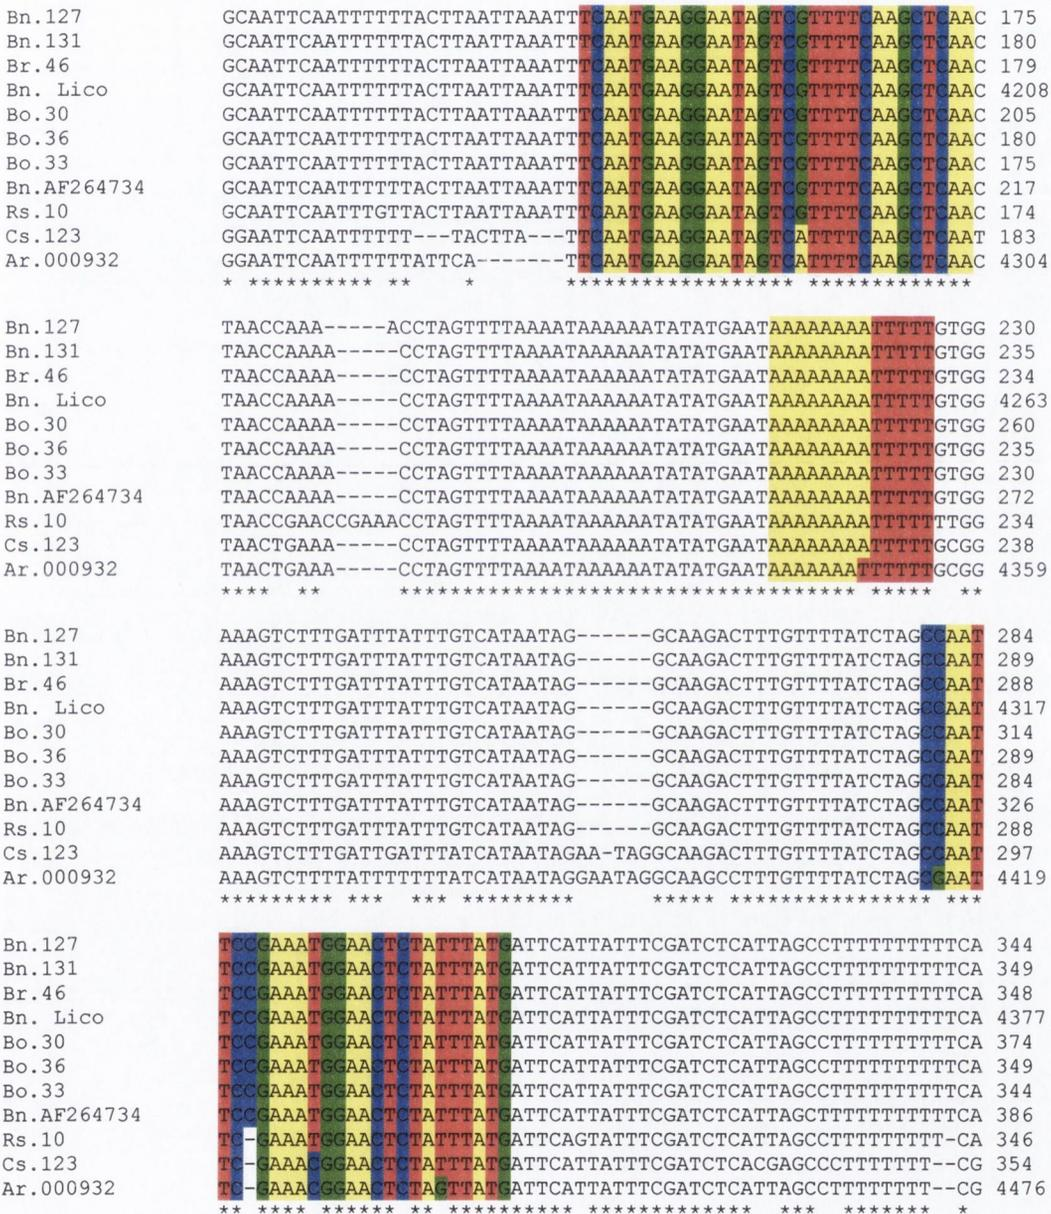 Bn.127 GCAATTCAATTTTTTACTTAATTAAATTTCAATGAAGGAATAGTCGTTTTCAAGCTCAAC 175
Bn.131 GCAATTCAATTTTTTACTTAATTAAATTTCAATGAAGGAATAGTCGTTTTCAAGCTCAAC 180
Br.46 GCAATTCAATTTTTTACTTAATTAAATTTCAATGAAGGAATAGTCGTTTTCAAGCTCAAC 179
Bn. Lico GCAATTCAATTTTTTACTTAATTAAATTTCAATGAAGGAATAGTCGTTTTCAAGCTCAAC 4208
Bo.30 GCAATTCAATTTTTTACTTAATTAAATTTCAATGAAGGAATAGTCGTTTTCAAGCTCAAC 205
Bo.36 GCAATTCAATTTTTTACTTAATTAAATTTCAATGAAGGAATAGTCGTTTTCAAGCTCAAC 180
Bo.33 GCAATTCAATTTTTTACTTAATTAAATTTCAATGAAGGAATAGTCGTTTTCAAGCTCAAC 175
Bn.AF264734 GCAATTCAATTTTTTACTTAATTAAATTTCAATGAAGGAATAGTCGTTTTCAAGCTCAAC 217
Rs.10 GCAATTCAATTTGTTACTTAATTAAATTTCAATGAAGGAATAGTCGTTTTCAAGCTCAAC 174
Cs.123 GGAATTCAATTTTTT---TACTTA---TTCAATGAAGGAATAGTCATTTTCAAGCTCAAT 183
Ar.000932 GGAATTCAATTTTTTATTCA-------TTCAATGAAGGAATAGTCATTTTCAAGCTCAAC 4304
* ********** ** * ****************** *************
Bn.127 TAACCAAA-----ACCTAGTTTTAAAATAAAAAATATATGAATAAAAAAAATTTTTGTGG 230
Bn.131 TAACCAAAA-----CCTAGTTTTAAAATAAAAAATATATGAATAAAAAAAATTTTTGTGG 235
Br.46 TAACCAAAA-----CCTAGTTTTAAAATAAAAAATATATGAATAAAAAAAATTTTTGTGG 234
Bn. Lico TAACCAAAA-----CCTAGTTTTAAAATAAAAAATATATGAATAAAAAAAATTTTTGTGG 4263
Bo.30 TAACCAAAA-----CCTAGTTTTAAAATAAAAAATATATGAATAAAAAAAATTTTTGTGG 260
Bo.36 TAACCAAAA-----CCTAGTTTTAAAATAAAAAATATATGAATAAAAAAAATTTTTGTGG 235
Bo.33 TAACCAAAA-----CCTAGTTTTAAAATAAAAAATATATGAATAAAAAAAATTTTTGTGG 230
Bn.AF264734 TAACCAAAA-----CCTAGTTTTAAAATAAAAAATATATGAATAAAAAAAATTTTTGTGG 272
Rs.10 TAACCGAACCGAAACCTAGTTTTAAAATAAAAAATATATGAATAAAAAAAATTTTTTTGG 234
Cs.123 TAACTGAAA-----CCTAGTTTTAAAATAAAAAATATATGAATAAAAAAAATTTTTGCGG 238
Ar.000932 TAACTGAAA-----CCTAGTTTTAAAATAAAAAATATATGAATAAAAAAATTTTTTGCGG 4359
**** ** ************************************ ***** **
Bn.127 AAAGTCTTTGATTTATTTGTCATAATAG------GCAAGACTTTGTTTTATCTAGCCAAT 284
Bn.131 AAAGTCTTTGATTTATTTGTCATAATAG------GCAAGACTTTGTTTTATCTAGCCAAT 289
Br.46 AAAGTCTTTGATTTATTTGTCATAATAG------GCAAGACTTTGTTTTATCTAGCCAAT 288
Bn. Lico AAAGTCTTTGATTTATTTGTCATAATAG------GCAAGACTTTGTTTTATCTAGCCAAT 4317
Bo.30 AAAGTCTTTGATTTATTTGTCATAATAG------GCAAGACTTTGTTTTATCTAGCCAAT 314
Bo.36 AAAGTCTTTGATTTATTTGTCATAATAG------GCAAGACTTTGTTTTATCTAGCCAAT 289
Bo.33 AAAGTCTTTGATTTATTTGTCATAATAG------GCAAGACTTTGTTTTATCTAGCCAAT 284
Bn.AF264734 AAAGTCTTTGATTTATTTGTCATAATAG------GCAAGACTTTGTTTTATCTAGCCAAT 326
Rs.10 AAAGTCTTTGATTTATTTGTCATAATAG------GCAAGACTTTGTTTTATCTAGCCAAT 288
Cs.123 AAAGTCTTTGATTGATTTATCATAATAGAA-TAGGCAAGACTTTGTTTTATCTAGCCAAT 297
Ar.000932 AAAGTCTTTTATTTTTTTATCATAATAGGAATAGGCAAGCCTTTGTTTTATCTAGCGAAT 4419
********* *** *** ********* ***** **************** ***
Bn.127 TCCGAAATGGAACTCTATTTATGATTCATTATTTCGATCTCATTAGCCTTTTTTTTTTCA 344
Bn.131 TCCGAAATGGAACTCTATTTATGATTCATTATTTCGATCTCATTAGCCTTTTTTTTTTCA 349
Br.46 TCCGAAATGGAACTCTATTTATGATTCATTATTTCGATCTCATTAGCCTTTTTTTTTTCA 348
Bn. Lico TCCGAAATGGAACTCTATTTATGATTCATTATTTCGATCTCATTAGCCTTTTTTTTTTCA 4377
Bo.30 TCCGAAATGGAACTCTATTTATGATTCATTATTTCGATCTCATTAGCCTTTTTTTTTTCA 374
Bo.36 TCCGAAATGGAACTCTATTTATGATTCATTATTTCGATCTCATTAGCCTTTTTTTTTTCA 349
Bo.33 TCCGAAATGGAACTCTATTTATGATTCATTATTTCGATCTCATTAGCCTTTTTTTTTTCA 344
Bn.AF264734 TCCGAAATGGAACTCTATTTATGATTCATTATTTCGATCTCATTAGCTTTTTTTTTTTCA 386
Rs.10 TC-GAAATGGAACTCTATTTATGATTCAGTATTTCGATCTCATTAGCCTTTTTTTTT-CA 346
Cs.123 TC-GAAACGGAACTCTATTTATGATTCATTATTTCGATCTCACGAGCCCTTTTTTT--CG 354
Ar.000932 TC-GAAACGGAACTCTAGTTATGATTCATTATTTCGATCTCATTAGCCTTTTTTTT--CG 4476
** **** ********* ********** ************* *** ******* *